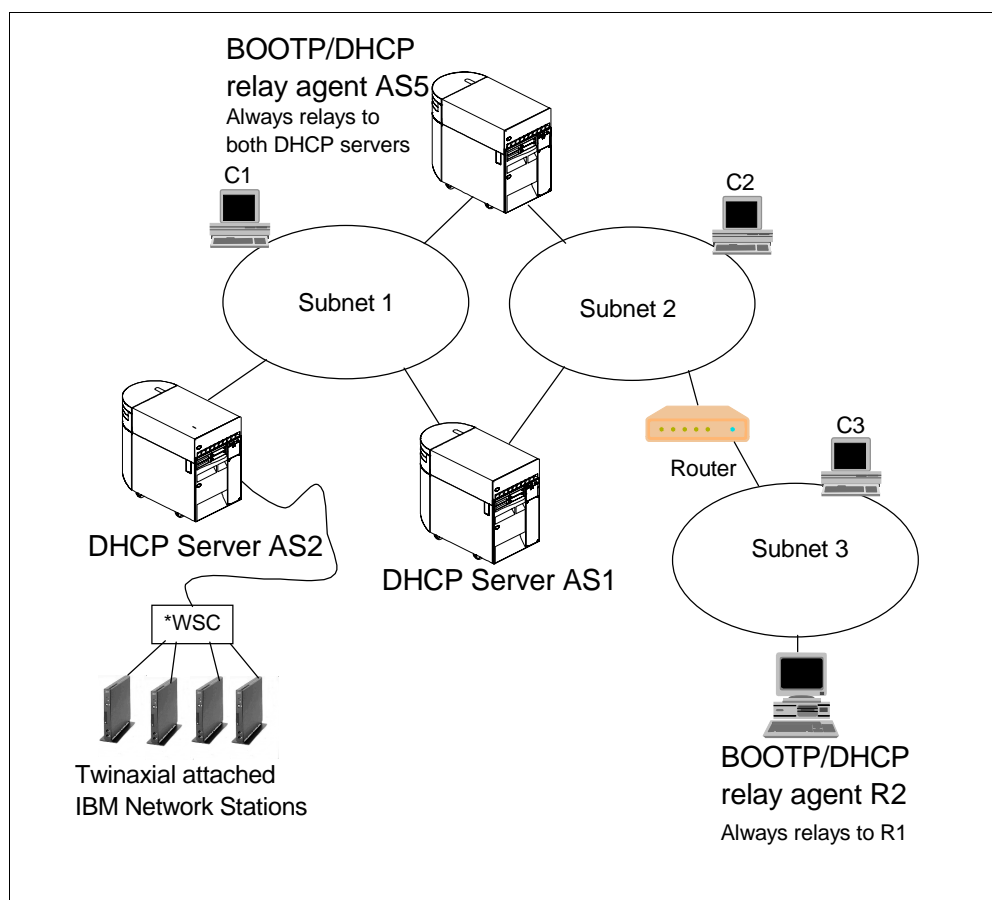 BOOTP/DHCP
relay agent AS5
Always relays to
both DHCP servers
C1
C2
Subnet 1
Subnet 2
Router
C3
DHCP Server AS2
DHCP Server AS1
Subnet 3
*WSC
BOOTP/DHCP
relay agent R2
Always relays to R1
Twinaxial attached
IBM Network Stations